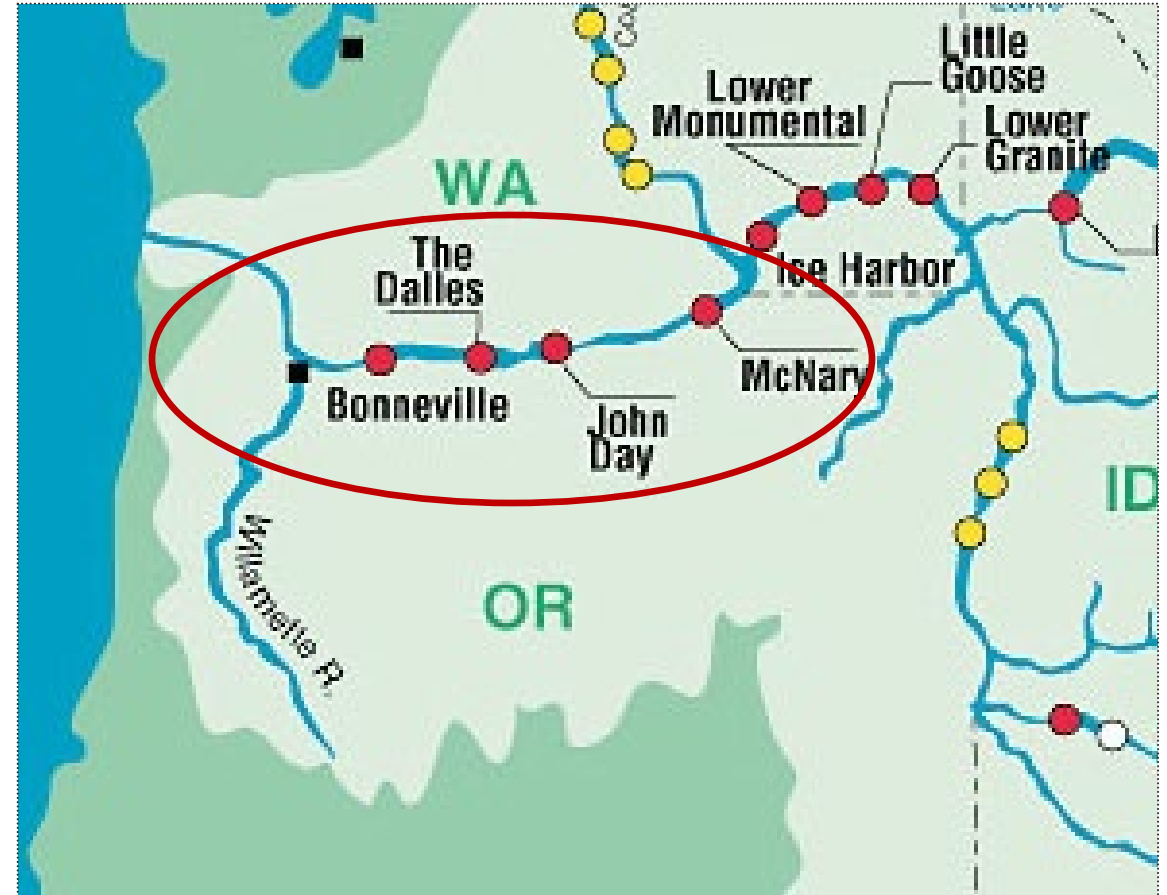 Little
Goose
Lower
Monumental
Lower
Granite
WA
The
Dalles
Ice Harbor
McNary
Bonneville
John
Day
ID
OR
Willamette R.